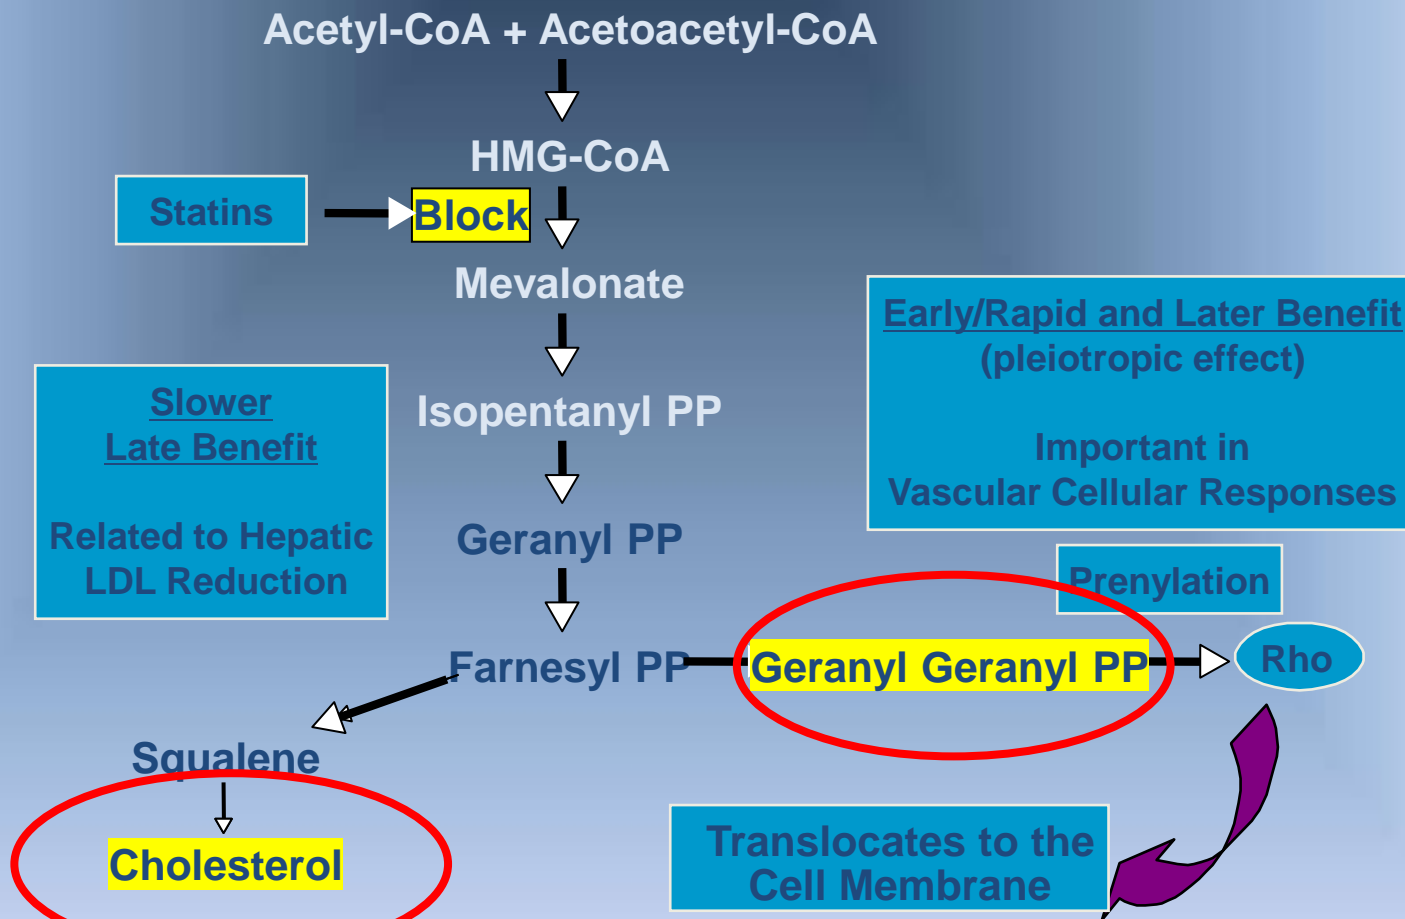 Acetyl-CoA + Acetoacetyl-CoA
HMG-CoA
Statins
Block
Mevalonate
Early/Rapid and Later Benefit
(pleiotropic effect)
Important in
Vascular Cellular Responses
Slower
Late Benefit
Related to Hepatic
LDL Reduction
Isopentanyl PP
Geranyl PP
Prenylation
Farnesyl PP
Geranyl Geranyl PP
Rho
Squalene
Cholesterol
Translocates to the
Cell Membrane